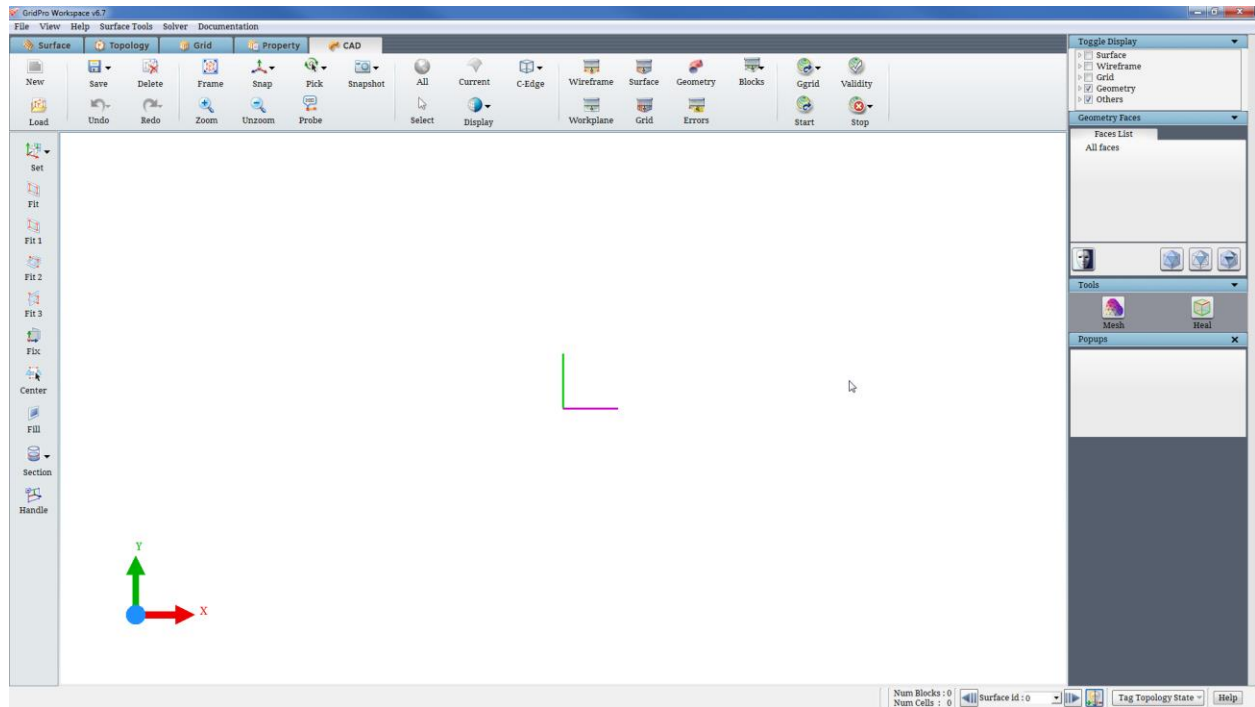 GridPro Workspace v6.7
File View Help Surface Tools Solver Documentation
Surface Topology Grid Property CAD
New Save Delete Frame Snap Pick Snapshot All Current C-Edge Wireframe Surface Geometry Blocks Ggrid Validity
Load Undo Redo Zoom Unzoom Probe Select Display Workplane Grid Errors Start Stop
Set
Fit
Fit 1
Fit 2
Fit 3
Fix
Center
Fill
Section
Handle
Y
X
Toggle Display
Surface
Wireframe
Grid
Geometry
Others
Geometry Faces
Faces List
All faces
Tools
Mesh Heal
Popups
Num Blocks : 0
Num Cells : 0
Surface id : 0
Tag Topology State
Help